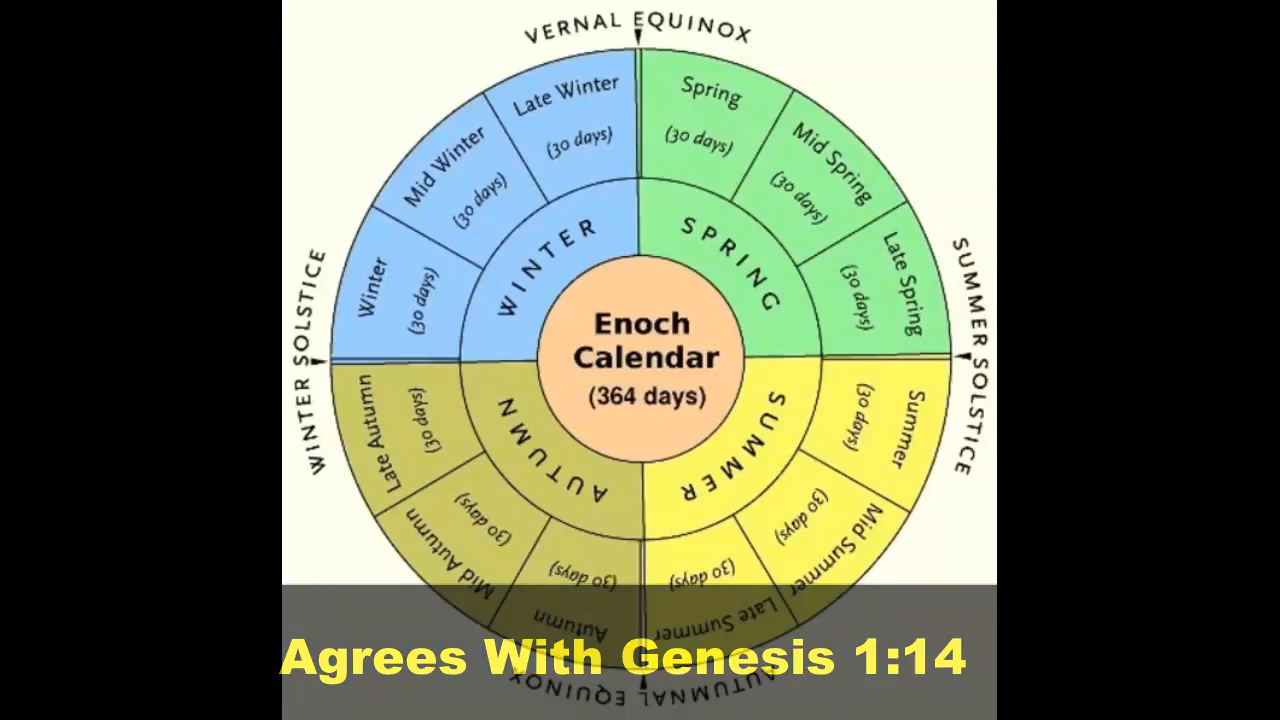 VERNAL EQUINOX
Late Winter
(30 days)
Spring
(30 days)
Mid Winter
(30 days)
Mid Spring
(30 days)
Winter
(30 days)
Late Spring
(30 days)
WINTER
SPRING
WINTER SOLSTICE
SUMMER SOLSTICE
Enoch
Calendar
(364 days)
Late Autumn
(30 days)
Summer
(30 days)
AUTUMN
SUMMER
Mid Autumn
(30 days)
Mid Summer
(30 days)
Autumn
(30 days)
Late Summer
(30 days)
Agrees With Genesis 1:14
AUTUMNAL EQUINOX